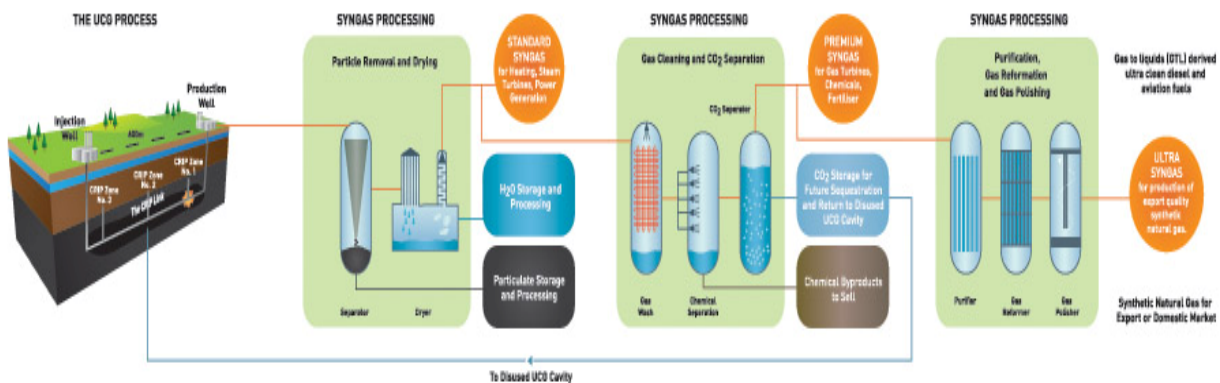 THE UCG PROCESS
Production
Well
Injection
Well
600m
CRIP Zone
No. 1
CRIP Zone
No. 2
CRIP Zone
No. 3
The CRIP Link
SYNGAS PROCESSING
Particle Removal and Drying
Separator
Dryer
STANDARD
SYNGAS
for Heating, Steam
Turbines, Power
Generation
H2O Storage and
Processing
Particulate Storage
and Processing
SYNGAS PROCESSING
Gas Cleaning and CO2 Separation
CO2 Separator
Gas
Wash
Chemical
Separation
PREMIUM
SYNGAS
for Gas Turbines,
Chemicals,
Fertiliser
CO2 Storage for
Future Sequestration
and Return to Disused
UCG Cavity
Chemical Byproducts
to Sell
SYNGAS PROCESSING
Purification,
Gas Reformation
and Gas Polishing
Purifier
Gas
Reformer
Gas
Polisher
Gas to liquids (GTL) derived
ultra clean diesel and
aviation fuels
ULTRA
SYNGAS
for production of
export quality
synthetic
natural gas.
Synthetic Natural Gas for
Export or Domestic Market
To Disused UCG Cavity